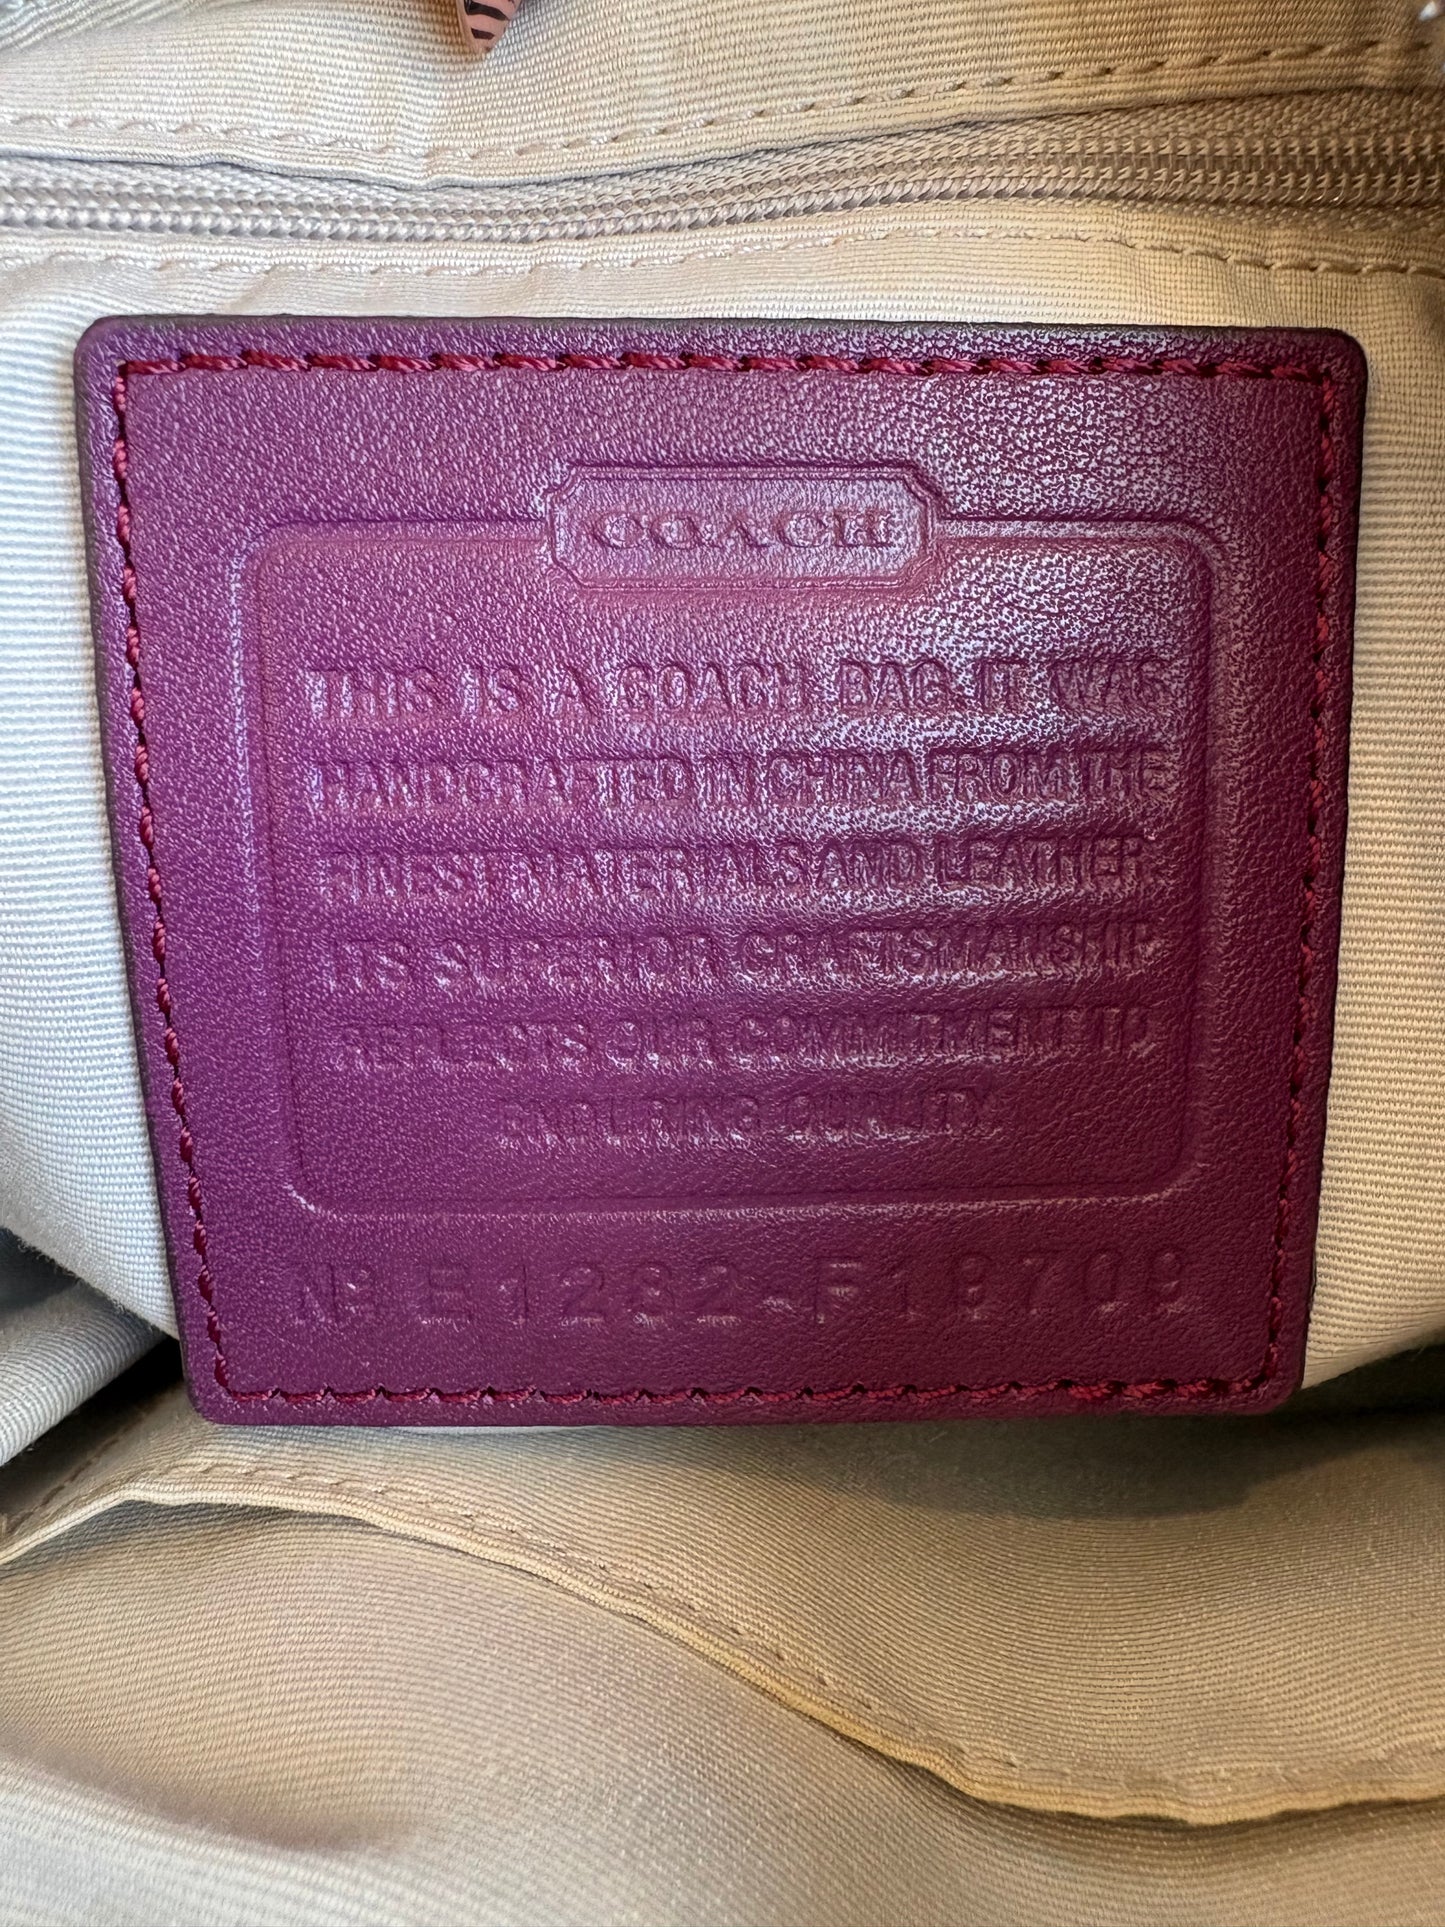 COACH
THIS IS A COACH BAG. IT WAS
HANDCRAFTED IN CHINA FROM THE
FINEST MATERIALS AND LEATHER.
ITS SUPERIOR CRAFTSMANSHIP
REFLECTS OUR COMMITMENT TO
ENDURING QUALITY.
Nº E1282-F19709